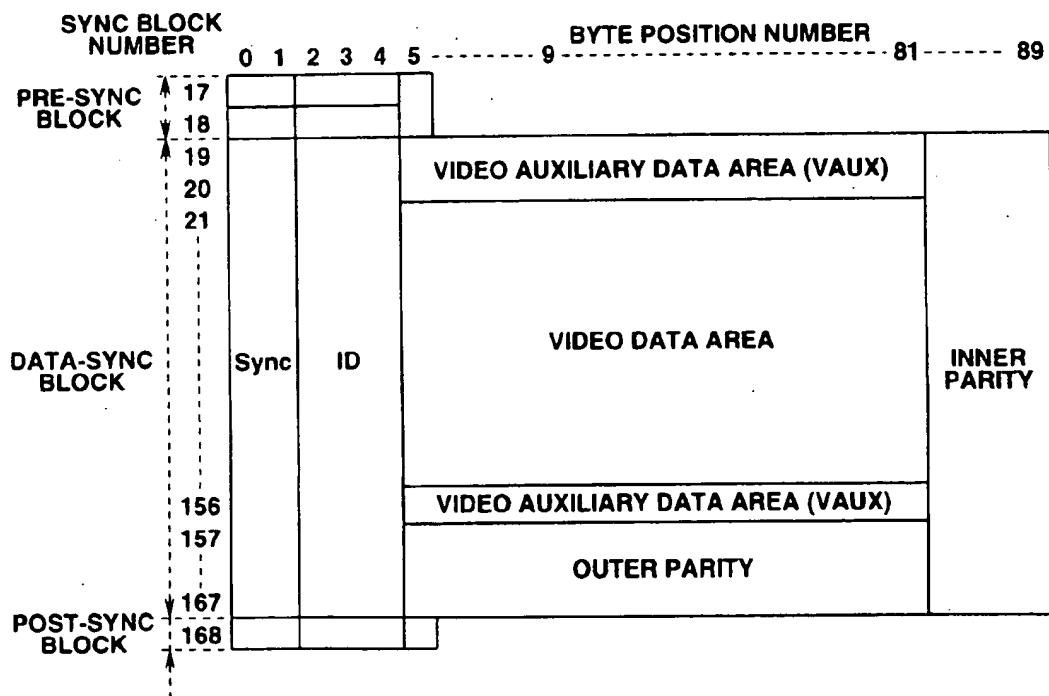 SYNC BLOCK
NUMBER
BYTE POSITION NUMBER
0 1 2 3 4 5 9 81 89
PRE-SYNC
BLOCK
17
18
19
VIDEO AUXILIARY DATA AREA (VAUX)
20
21
DATA-SYNC
BLOCK
Sync
ID
VIDEO DATA AREA
INNER
PARITY
156
VIDEO AUXILIARY DATA AREA (VAUX)
157
OUTER PARITY
167
POST-SYNC
BLOCK
168